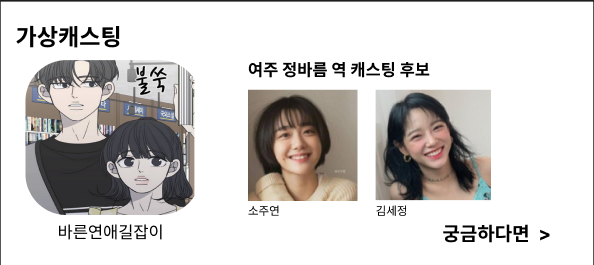 가상캐스팅
불쑥
바른연애길잡이
여주 정바름 역 캐스팅 후보
소주연
김세정
궁금하다면 >